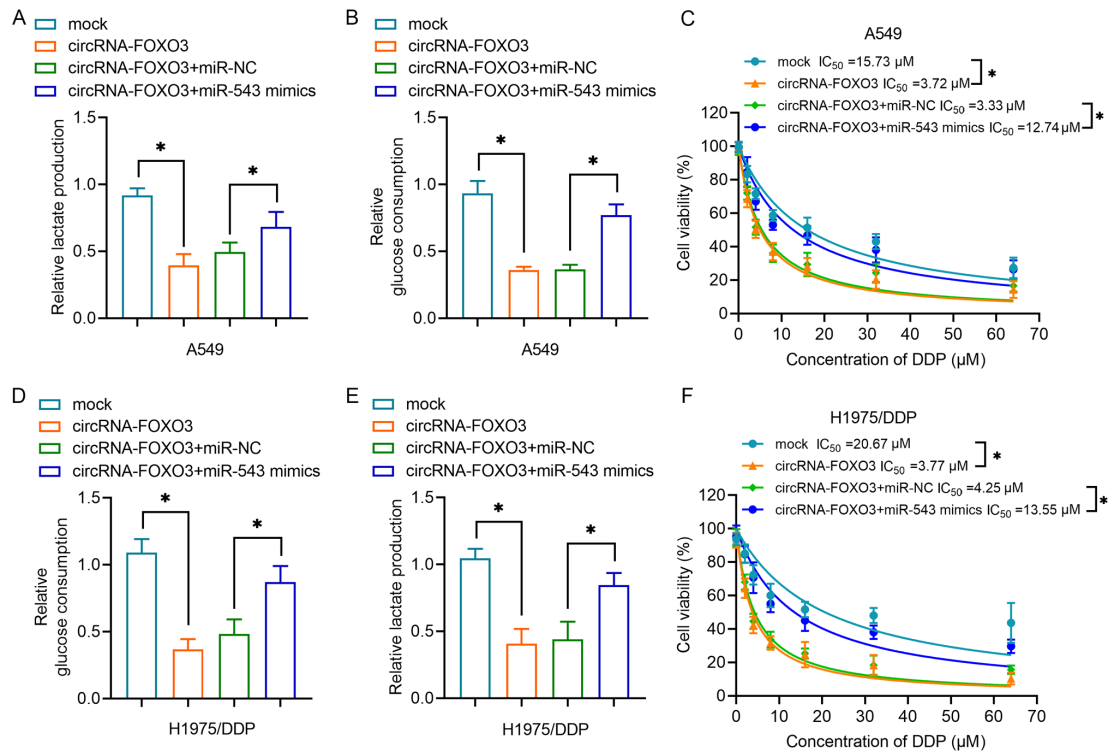 A
mock
circRNA-FOXO3
circRNA-FOXO3+miR-NC
circRNA-FOXO3+miR-543 mimics
Relative lactate production
1.5
1.0
0.5
0.0
*
*
A549
B
mock
circRNA-FOXO3
circRNA-FOXO3+miR-NC
circRNA-FOXO3+miR-543 mimics
Relative
glucose consumption
1.5
1.0
0.5
0.0
*
*
A549
C
A549
mock IC50 =15.73 µM
circRNA-FOXO3 IC50 =3.72 µM
circRNA-FOXO3+miR-NC IC50 =3.33 µM
circRNA-FOXO3+miR-543 mimics IC50 =12.74 µM
*
*
Cell viability (%)
120
100
80
60
40
20
0
0 10 20 30 40 50 60 70
Concentration of DDP (µM)
D
mock
circRNA-FOXO3
circRNA-FOXO3+miR-NC
circRNA-FOXO3+miR-543 mimics
Relative
glucose consumption
1.5
1.0
0.5
0.0
*
*
H1975/DDP
E
mock
circRNA-FOXO3
circRNA-FOXO3+miR-NC
circRNA-FOXO3+miR-543 mimics
Relative lactate production
1.5
1.0
0.5
0.0
*
*
H1975/DDP
F
H1975/DDP
mock IC50 =20.67 µM
circRNA-FOXO3 IC50 =3.77 µM
circRNA-FOXO3+miR-NC IC50 =4.25 µM
circRNA-FOXO3+miR-543 mimics IC50 =13.55 µM
*
*
Cell viability (%)
120
100
80
60
40
20
0
0 10 20 30 40 50 60 70
Concentration of DDP (µM)